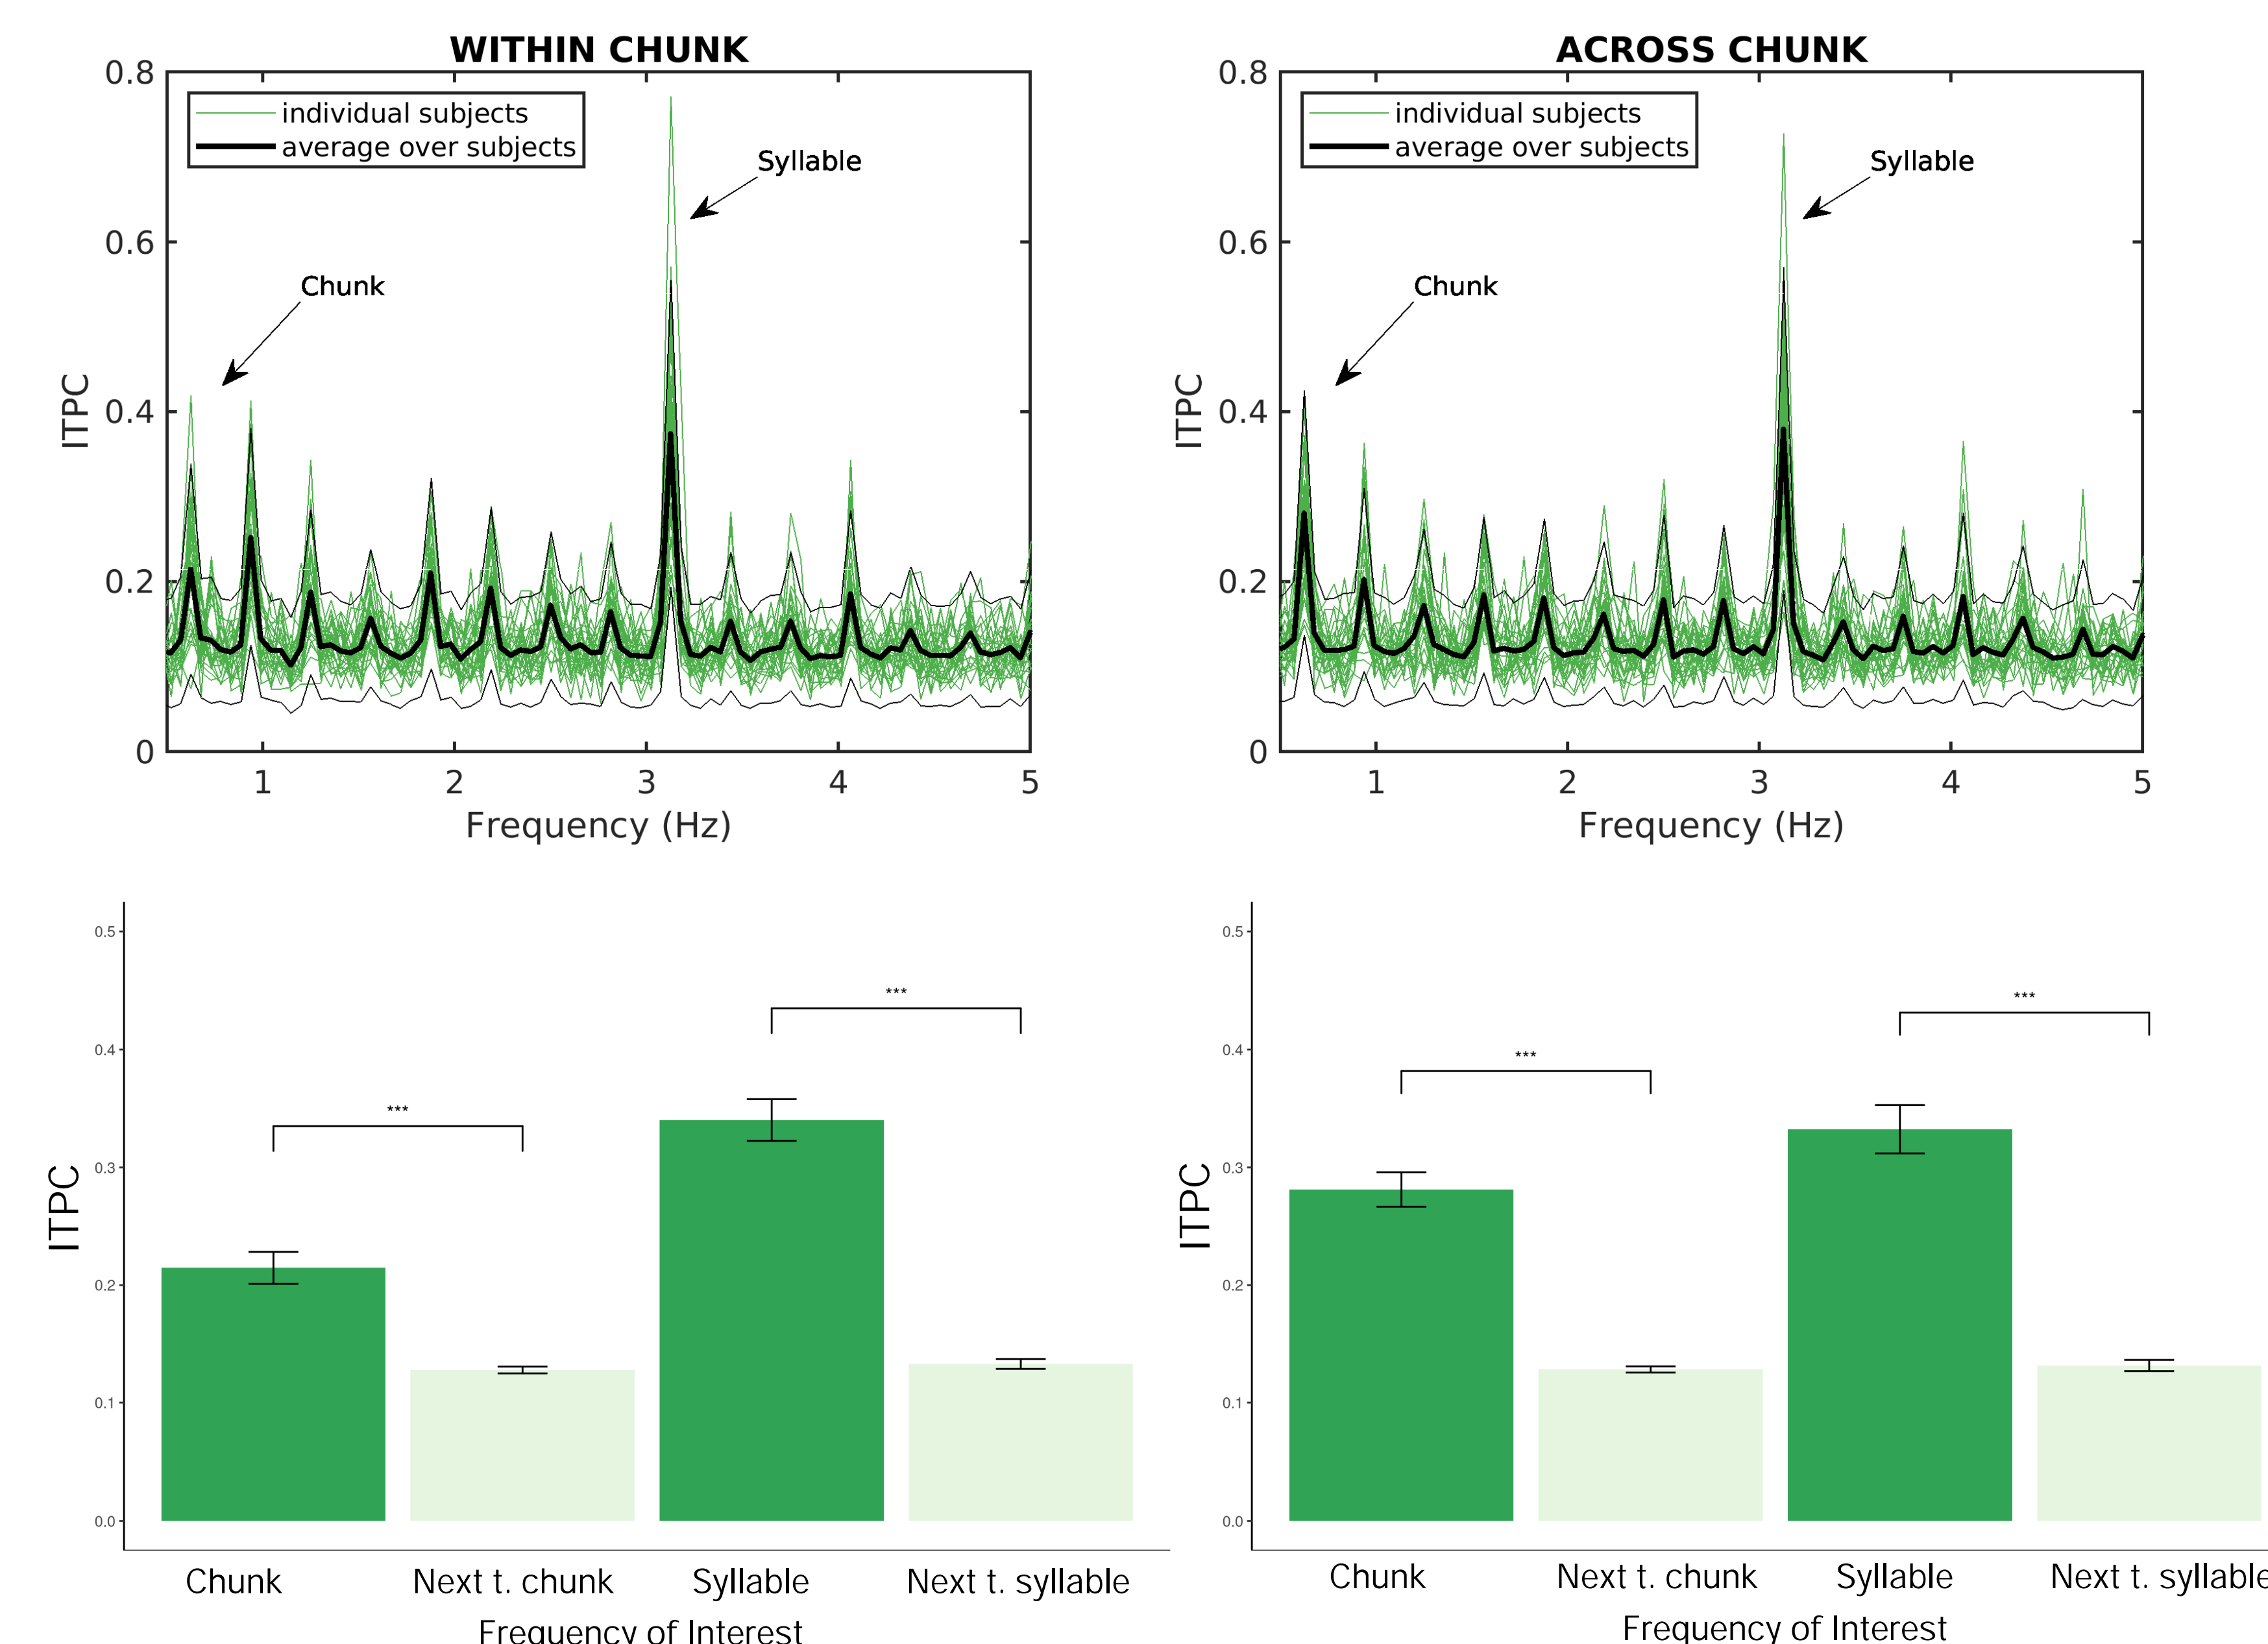 WITHIN CHUNK
0.8
0.6
0.4
0.2
0
ITPC
individual subjects
average over subjects
Syllable
Chunk
1 2 3 4 5
Frequency (Hz)
ACROSS CHUNK
0.8
0.6
0.4
0.2
0
ITPC
individual subjects
average over subjects
Syllable
Chunk
1 2 3 4 5
Frequency (Hz)
0.5
0.4
0.3
0.2
0.1
0.0
ITPC
***
***
Chunk Next t. chunk Syllable Next t. syllable
Frequency of Interest
0.5
0.4
0.3
0.2
0.1
0.0
ITPC
***
***
Chunk Next t. chunk Syllable Next t. syllable
Frequency of Interest